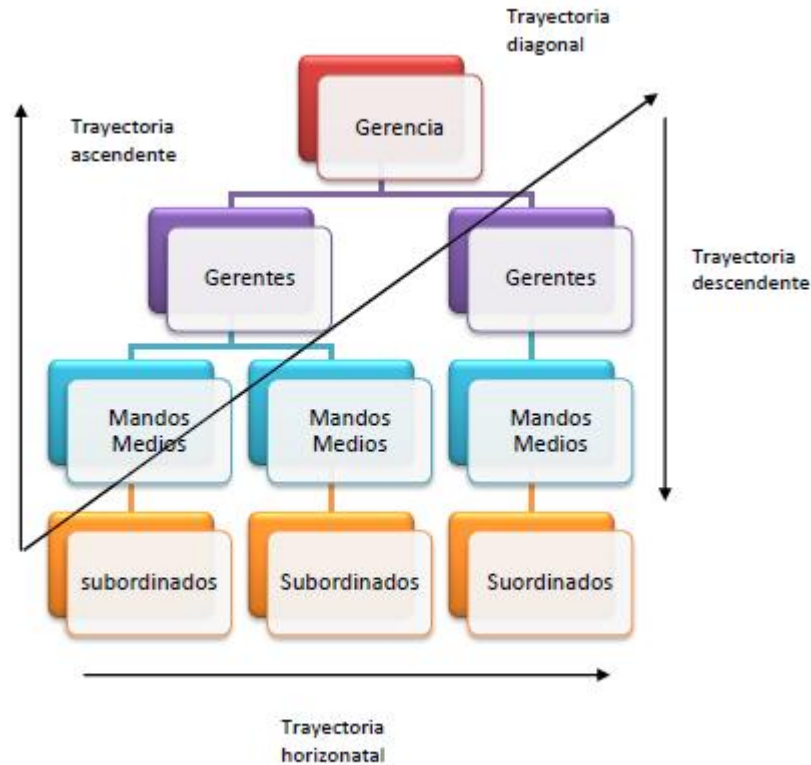 Trayectoria
diagonal
Gerencia
Trayectoria
ascendente
Gerentes
Gerentes
Trayectoria
descendente
Mandos
Medios
Mandos
Medios
Mandos
Medios
subordinados
Subordinados
Suordinados
Trayectoria
horizonatal